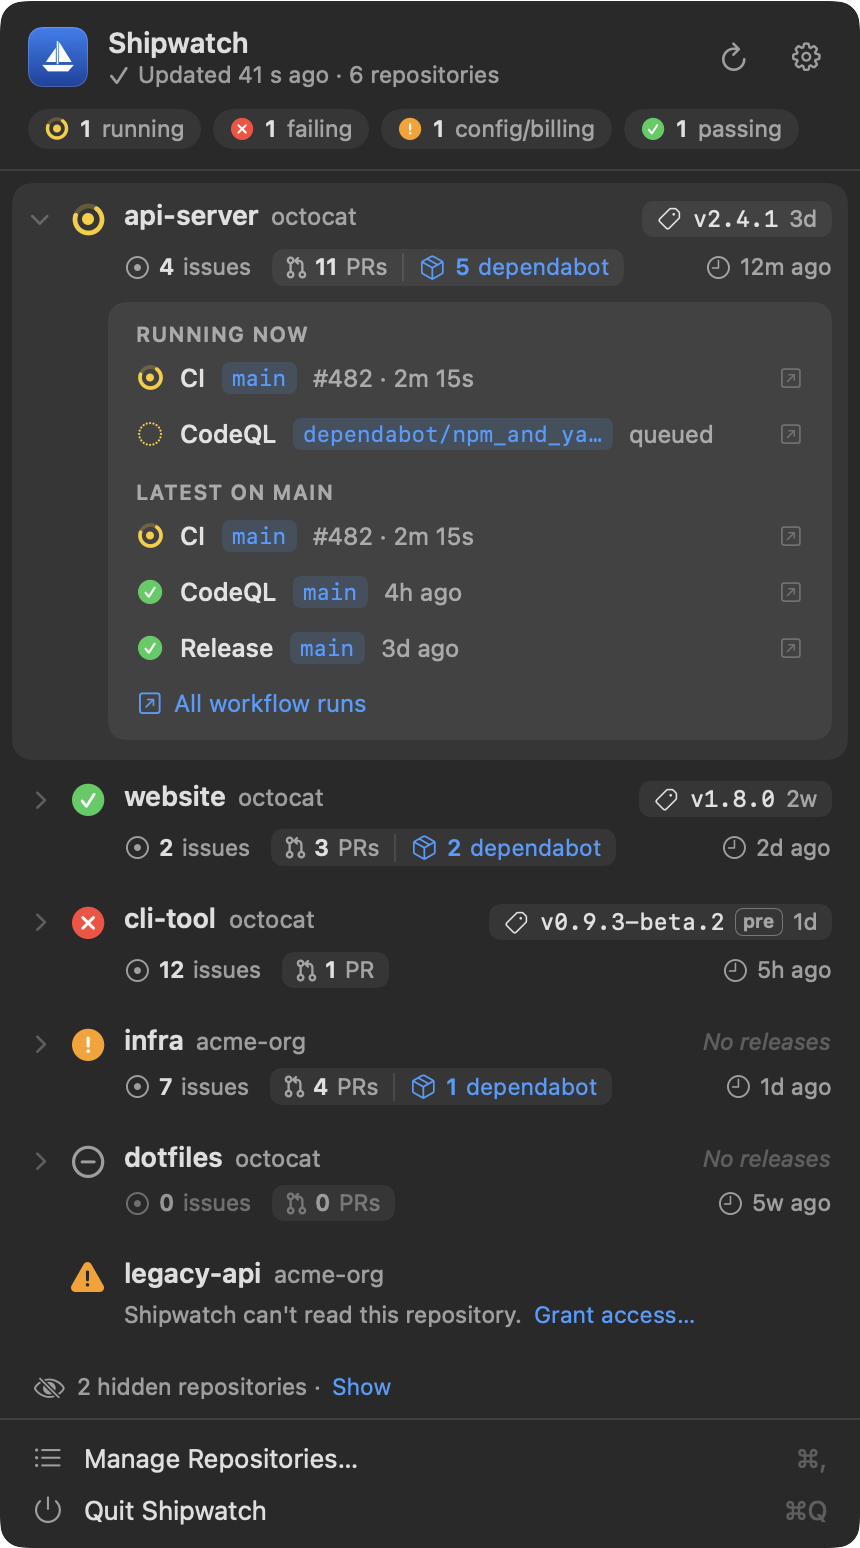 Shipwatch
Updated 41 s ago · 6 repositories
1 running 1 failing 1 config/billing 1 passing
api-server octocat v2.4.1 3d
4 issues 11 PRs 5 dependabot 12m ago
RUNNING NOW
CI main #482 · 2m 15s
CodeQL dependabot/npm_and_ya… queued
LATEST ON MAIN
CI main #482 · 2m 15s
CodeQL main 4h ago
Release main 3d ago
All workflow runs
website octocat v1.8.0 2w
2 issues 3 PRs 2 dependabot 2d ago
cli-tool octocat v0.9.3-beta.2 pre 1d
12 issues 1 PR 5h ago
infra acme-org No releases
7 issues 4 PRs 1 dependabot 1d ago
dotfiles octocat No releases
0 issues 0 PRs 5w ago
legacy-api acme-org
Shipwatch can't read this repository. Grant access…
2 hidden repositories · Show
Manage Repositories… ⌘,
Quit Shipwatch ⌘Q